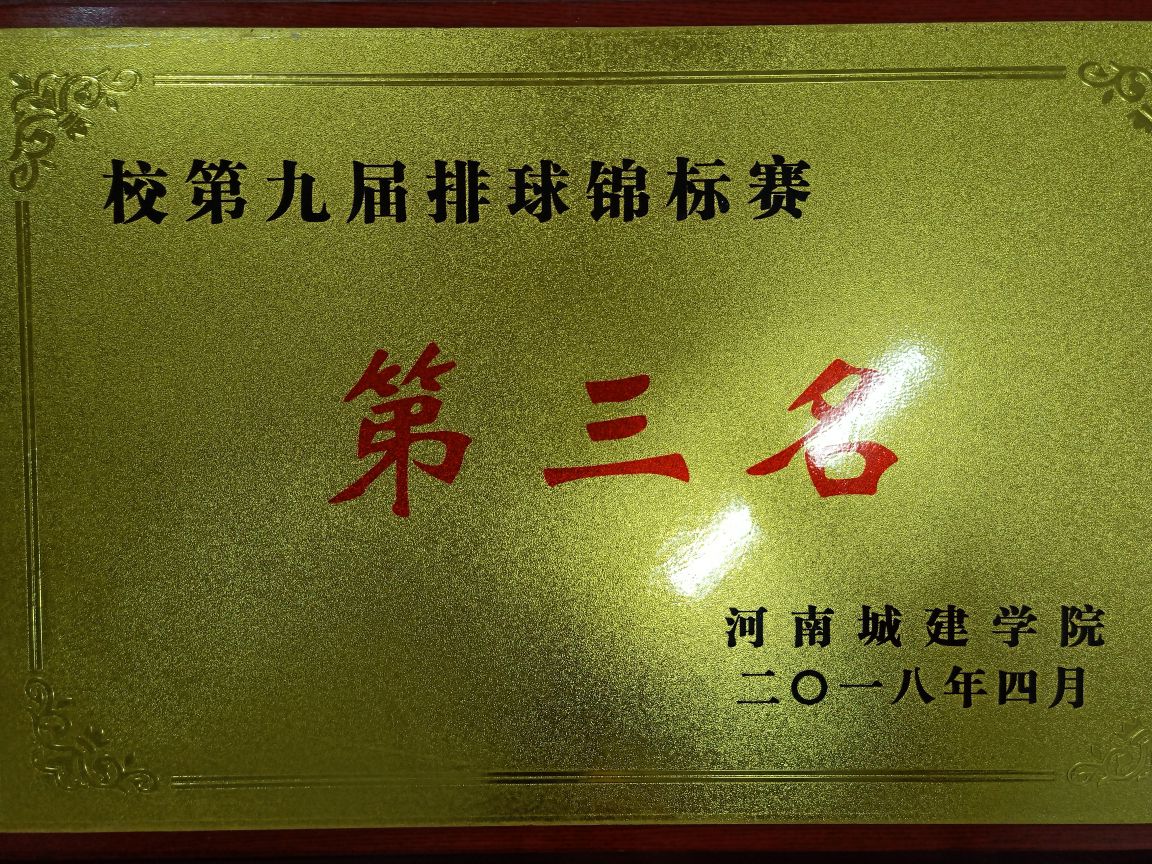 校第九届排球锦标赛
第三名
河南城建学院
二〇一八年四月